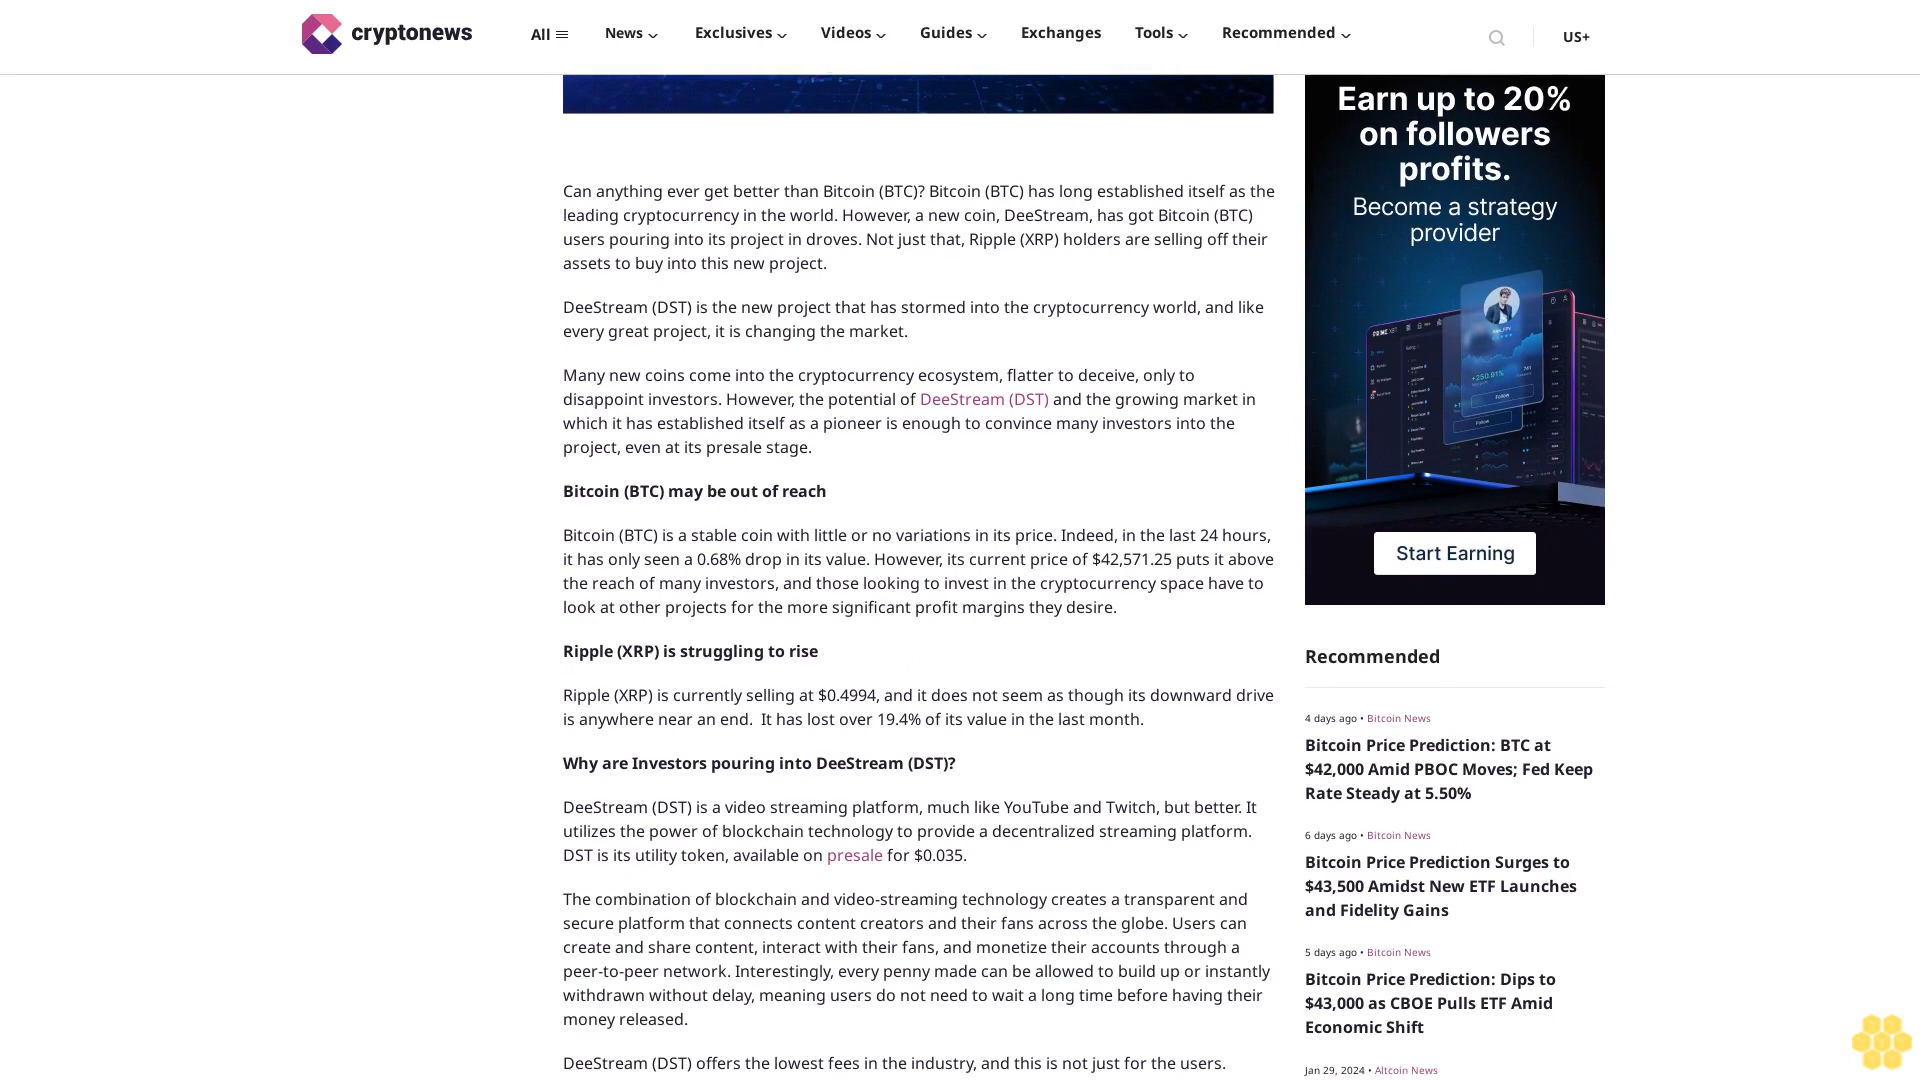 cryptonews
All
News
Exclusives
Videos
Guides
Exchanges
Tools
Recommended
US+
Can anything ever get better than Bitcoin (BTC)? Bitcoin (BTC) has long established itself as the
leading cryptocurrency in the world. However, a new coin, DeeStream, has got Bitcoin (BTC)
users pouring into its project in droves. Not just that, Ripple (XRP) holders are selling off their
assets to buy into this new project.
DeeStream (DST) is the new project that has stormed into the cryptocurrency world, and like
every great project, it is changing the market.
Many new coins come into the cryptocurrency ecosystem, flatter to deceive, only to
disappoint investors. However, the potential of DeeStream (DST) and the growing market in
which it has established itself as a pioneer is enough to convince many investors into the
project, even at its presale stage.
Bitcoin (BTC) may be out of reach
Bitcoin (BTC) is a stable coin with little or no variations in its price. Indeed, in the last 24 hours,
it has only seen a 0.68% drop in its value. However, its current price of $42,571.25 puts it above
the reach of many investors, and those looking to invest in the cryptocurrency space have to
look at other projects for the more significant profit margins they desire.
Ripple (XRP) is struggling to rise
Ripple (XRP) is currently selling at $0.4994, and it does not seem as though its downward drive
is anywhere near an end.  It has lost over 19.4% of its value in the last month.
Why are Investors pouring into DeeStream (DST)?
DeeStream (DST) is a video streaming platform, much like YouTube and Twitch, but better. It
utilizes the power of blockchain technology to provide a decentralized streaming platform.
DST is its utility token, available on presale for $0.035.
The combination of blockchain and video-streaming technology creates a transparent and
secure platform that connects content creators and their fans across the globe. Users can
create and share content, interact with their fans, and monetize their accounts through a
peer-to-peer network. Interestingly, every penny made can be allowed to build up or instantly
withdrawn without delay, meaning users do not need to wait a long time before having their
money released.
DeeStream (DST) offers the lowest fees in the industry, and this is not just for the users.
Earn up to 20%
on followers
profits.
Become a strategy
provider
PRIME XBT
+250.91%
Follow
Follow
Start Earning
Recommended
4 days ago • Bitcoin News
Bitcoin Price Prediction: BTC at
$42,000 Amid PBOC Moves; Fed Keep
Rate Steady at 5.50%
6 days ago • Bitcoin News
Bitcoin Price Prediction Surges to
$43,500 Amidst New ETF Launches
and Fidelity Gains
5 days ago • Bitcoin News
Bitcoin Price Prediction: Dips to
$43,000 as CBOE Pulls ETF Amid
Economic Shift
Jan 29, 2024 • Altcoin News